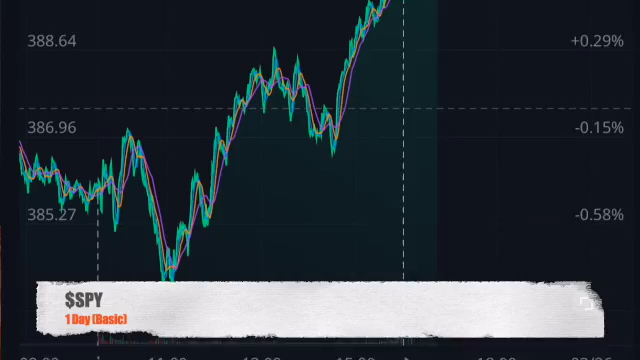 388.64 +0.29%
386.96 -0.15%
385.27 -0.58%
$SPY
1 Day (Basic)